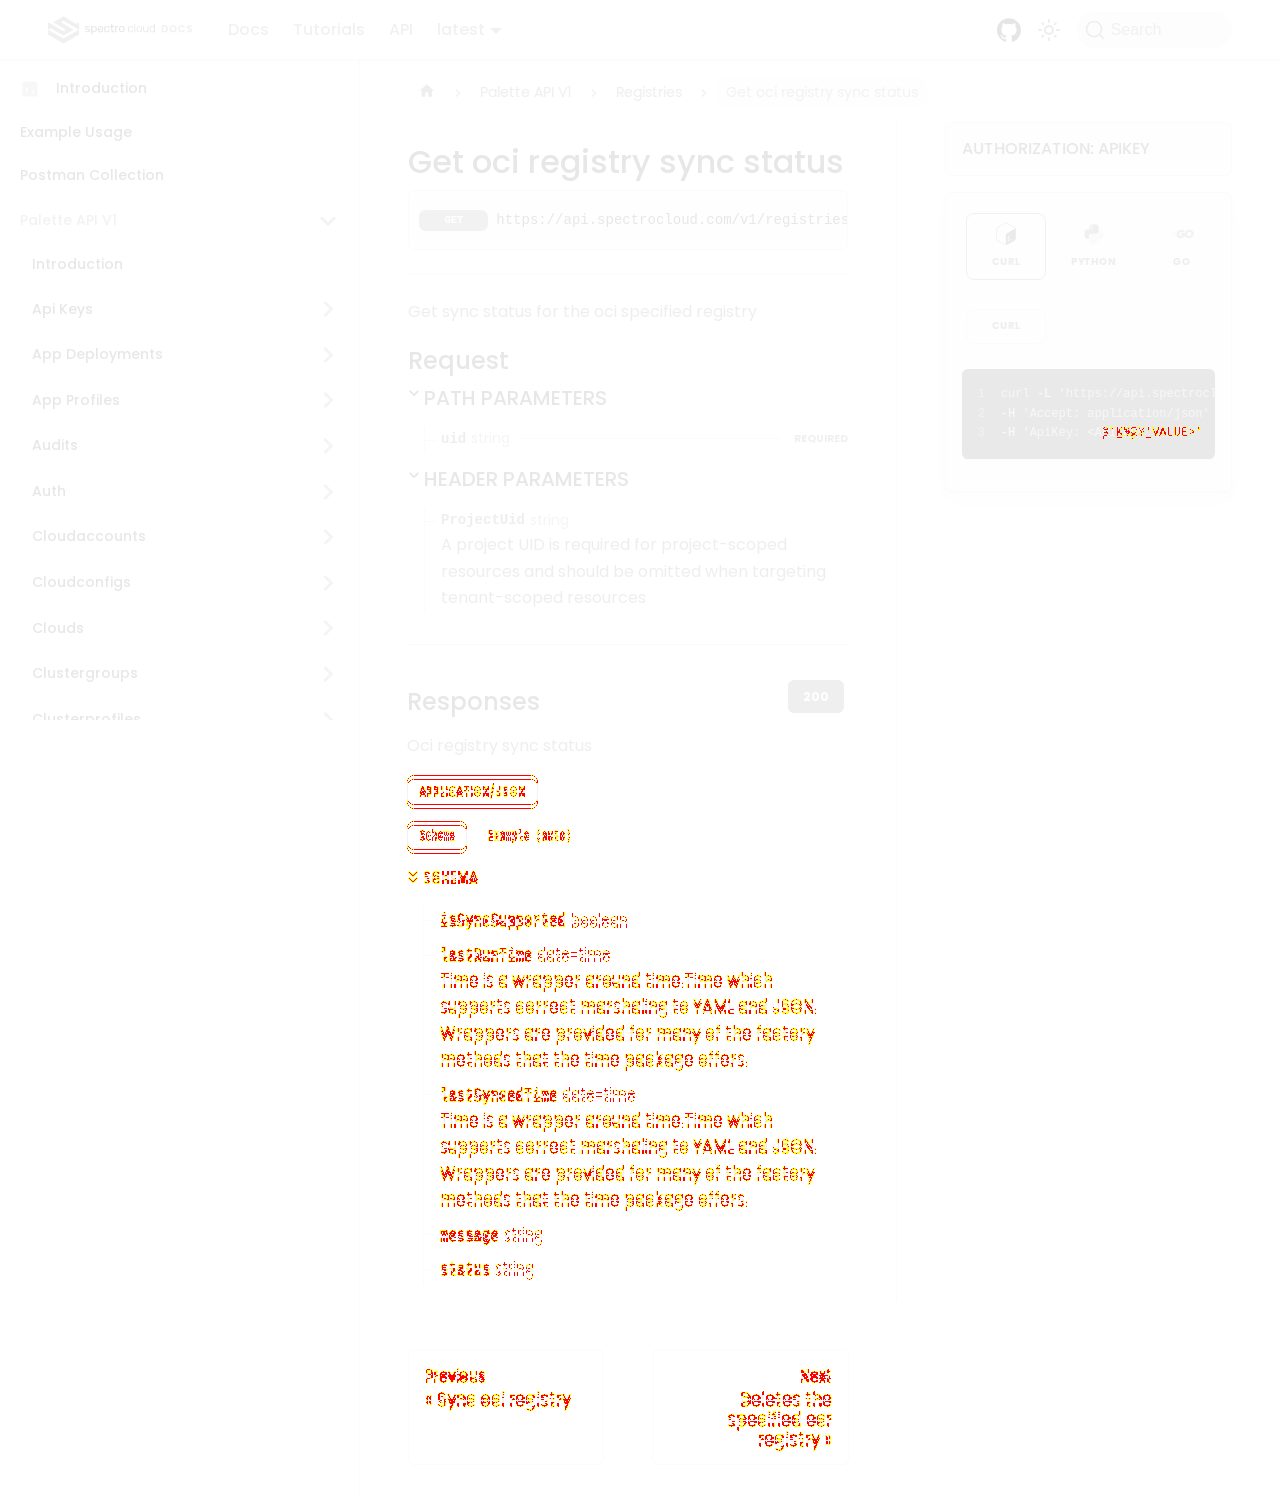 spectro cloud DOCS
Docs
Tutorials
API
latest
Search
Introduction
Example Usage
Postman Collection
Palette API V1
Introduction
Api Keys
App Deployments
App Profiles
Audits
Auth
Cloudaccounts
Cloudconfigs
Clouds
Clustergroups
Clusterprofiles
Palette API V1
Registries
Get oci registry sync status
Get oci registry sync status
GET https://api.spectrocloud.com/v1/registries
Get sync status for the oci specified registry
Request
PATH PARAMETERS
uid string REQUIRED
HEADER PARAMETERS
ProjectUid string
A project UID is required for project-scoped
resources and should be omitted when targeting
tenant-scoped resources
Responses
200
Oci registry sync status
APPLICATION/JSON
Schema
Example (auto)
SCHEMA
isSyncSupported boolean
lastRunTime date-time
Time is a wrapper around time.Time which
supports correct marshaling to YAML and JSON.
Wrappers are provided for many of the factory
methods that the time package offers.
lastSyncedTime date-time
Time is a wrapper around time.Time which
supports correct marshaling to YAML and JSON.
Wrappers are provided for many of the factory
methods that the time package offers.
message string
status string
Previous
« Sync oci registry
Next
Deletes the
specified ecr
registry »
AUTHORIZATION: APIKEY
CURL
PYTHON
GO
GO
CURL
1 curl -L 'https://api.spectrocl
2 -H 'Accept: application/json'
3 -H 'ApiKey: <API_KEY_VALUE>'